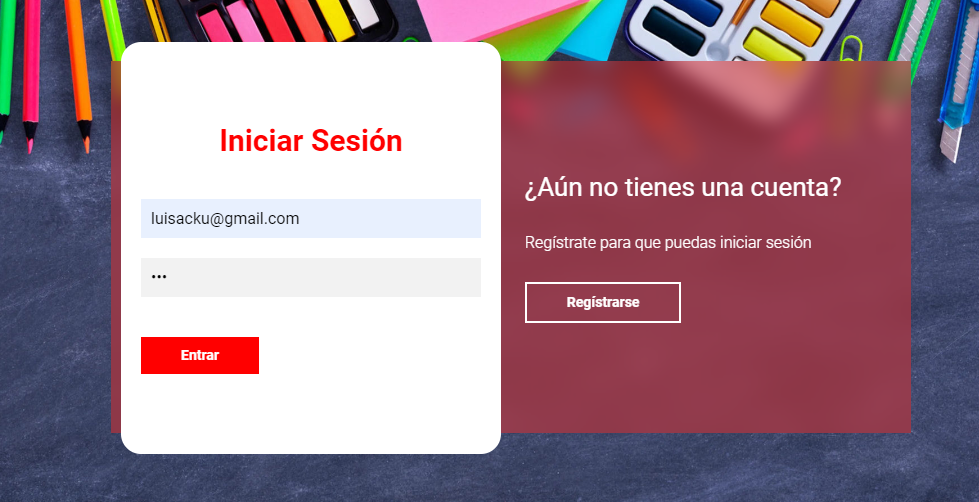 Iniciar Sesión
luisacku@gmail.com
•••
Entrar
¿Aún no tienes una cuenta?
Regístrate para que puedas iniciar sesión
Regístrarse